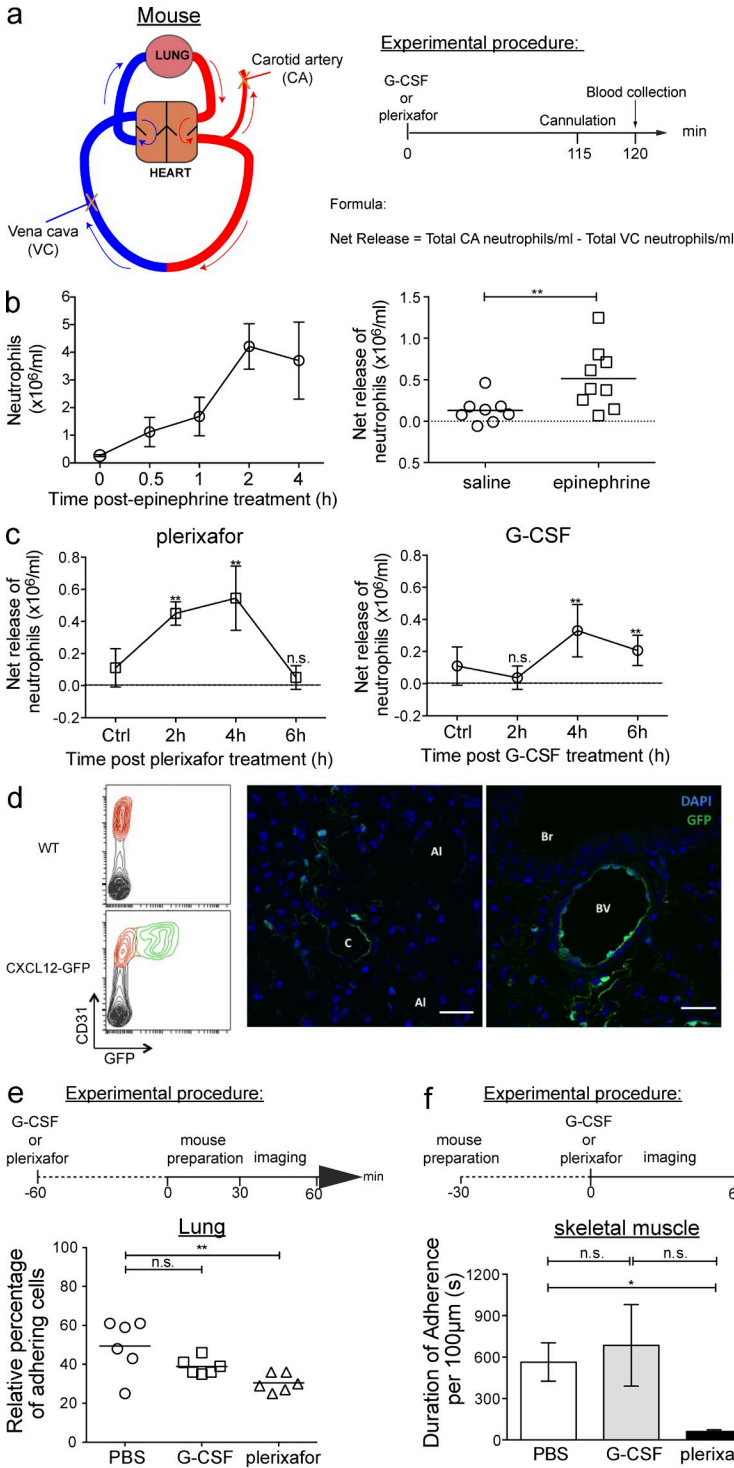 a
Mouse
LUNG
Carotid artery
(CA)
HEART
Vena cava
(VC)
Experimental procedure:
G-CSF
or
plerixafor
Blood collection
Cannulation
min
0
115
120
Formula:
Net Release = Total CA neutrophils/ml - Total VC neutrophils/ml
b
Neutrophils
(x10⁶/ml)
6
5
4
3
2
1
0
0
0.5
1
2
4
Time post-epinephrine treatment (h)
Net release of
neutrophils (x10⁶/ml)
1.5
1.0
0.5
0.0
0.5
**
saline
epinephrine
c
plerixafor
Net release of
neutrophils (x10⁶/ml)
0.8
0.6
0.4
0.2
0.0
-0.2
**
**
n.s.
Ctrl
2h
4h
6h
Time post plerixafor treatment (h)
G-CSF
Net release of
neutrophils (x10⁶/ml)
0.8
0.6
0.4
0.2
0.0
-0.2
n.s.
**
**
Ctrl
2h
4h
6h
Time post G-CSF treatment (h)
d
WT
CXCL12-GFP
CD31
GFP
Al
C
Al
DAPI
GFP
Br
BV
e
Experimental procedure:
G-CSF
or
plerixafor
mouse
preparation
imaging
min
-60
0
30
60
Lung
Relative percentage
of adhering cells
100
80
60
40
20
0
**
n.s.
PBS
G-CSF
plerixafor
f
Experimental procedure:
mouse
preparation
G-CSF
or
plerixafor
imaging
-30
0
6
skeletal muscle
Duration of Adherence
per 100µm (s)
1200
900
600
300
0
n.s.
n.s.
*
PBS
G-CSF
plerixa